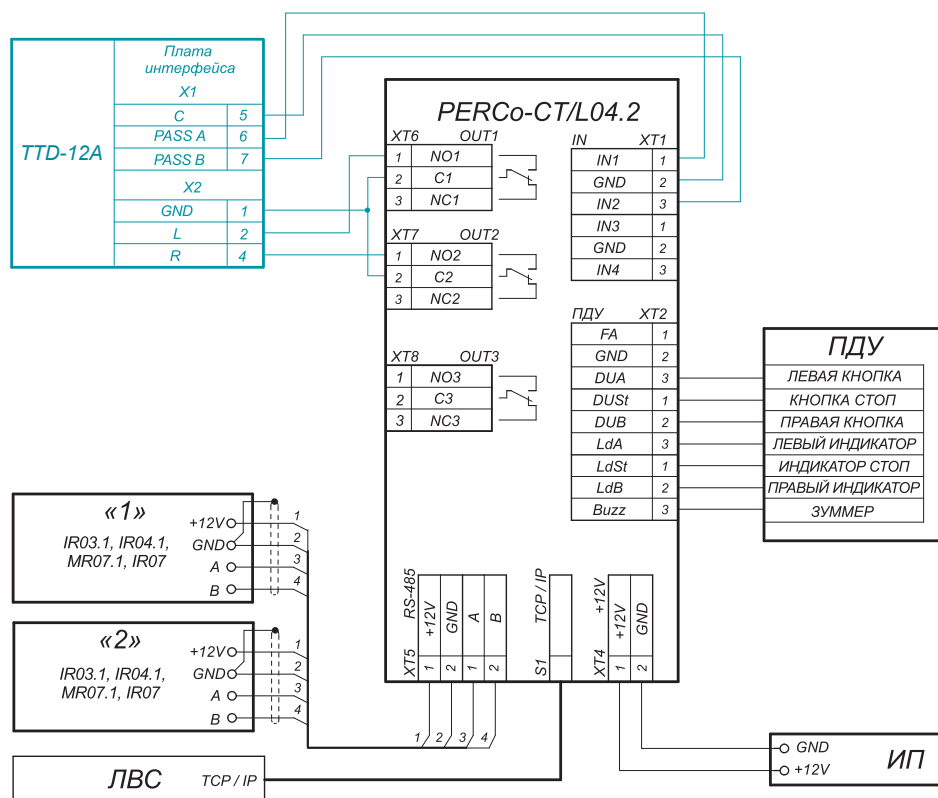 TTD-12A
Плата
интерфейса
X1
C 5
PASS A 6
PASS B 7
X2
GND 1
L 2
R 4
PERCo-CT/L04.2
XT6 OUT1
1 NO1
2 C1
3 NC1
XT7 OUT2
1 NO2
2 C2
3 NC2
XT8 OUT3
1 NO3
2 C3
3 NC3
IN XT1
IN1 1
GND 2
IN2 3
IN3 1
GND 2
IN4 3
ПДУ XT2
FA 1
GND 2
DUA 3
DUSt 1
DUB 2
LdA 3
LdSt 1
LdB 2
Buzz 3
ПДУ
ЛЕВАЯ КНОПКА
КНОПКА СТОП
ПРАВАЯ КНОПКА
ЛЕВЫЙ ИНДИКАТОР
ИНДИКАТОР СТОП
ПРАВЫЙ ИНДИКАТОР
ЗУММЕР
«1»
IR03.1, IR04.1,
MR07.1, IR07
+12V 1
GND 2
A 3
B 4
«2»
IR03.1, IR04.1,
MR07.1, IR07
+12V 1
GND 2
A 3
B 4
XT5 RS-485
1 +12V
2 GND
1 A
2 B
1 2 3 4
S1 TCP / IP
XT4 +12V
1 +12V
2 GND
ЛВС TCP / IP
GND
+12V
ИП